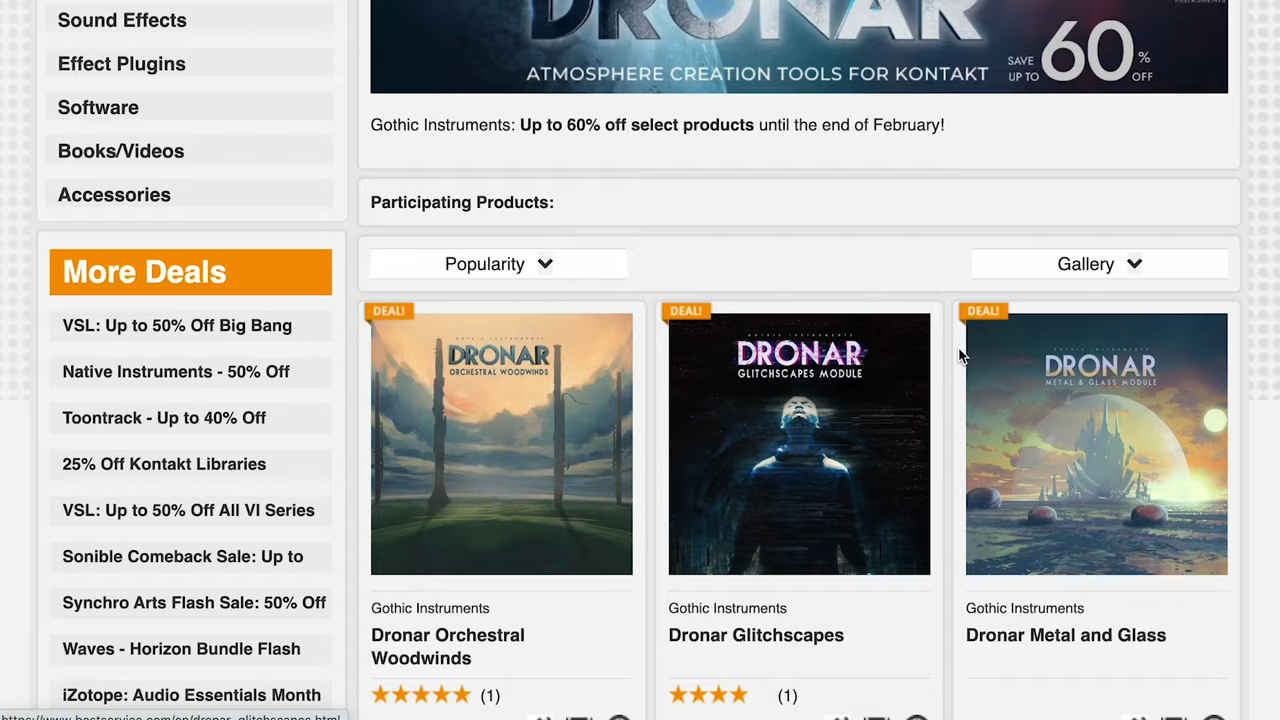 Sound Effects
Effect Plugins
Software
Books/Videos
Accessories
More Deals
VSL: Up to 50% Off Big Bang
Native Instruments - 50% Off
Toontrack - Up to 40% Off
25% Off Kontakt Libraries
VSL: Up to 50% Off All VI Series
Sonible Comeback Sale: Up to
Synchro Arts Flash Sale: 50% Off
Waves - Horizon Bundle Flash
iZotope: Audio Essentials Month
DRONAR
ATMOSPHERE CREATION TOOLS FOR KONTAKT
SAVE
UP TO 60% OFF
Gothic Instruments: Up to 60% off select products until the end of February!
Participating Products:
Popularity
Gallery
DEAL!
GOTHIC INSTRUMENTS
DRONAR
ORCHESTRAL WOODWINDS
Gothic Instruments
Dronar Orchestral
Woodwinds
(1)
DEAL!
GOTHIC INSTRUMENTS
DRONAR
GLITCHSCAPES MODULE
Gothic Instruments
Dronar Glitchscapes
(1)
DEAL!
GOTHIC INSTRUMENTS
DRONAR
METAL & GLASS MODULE
Gothic Instruments
Dronar Metal and Glass